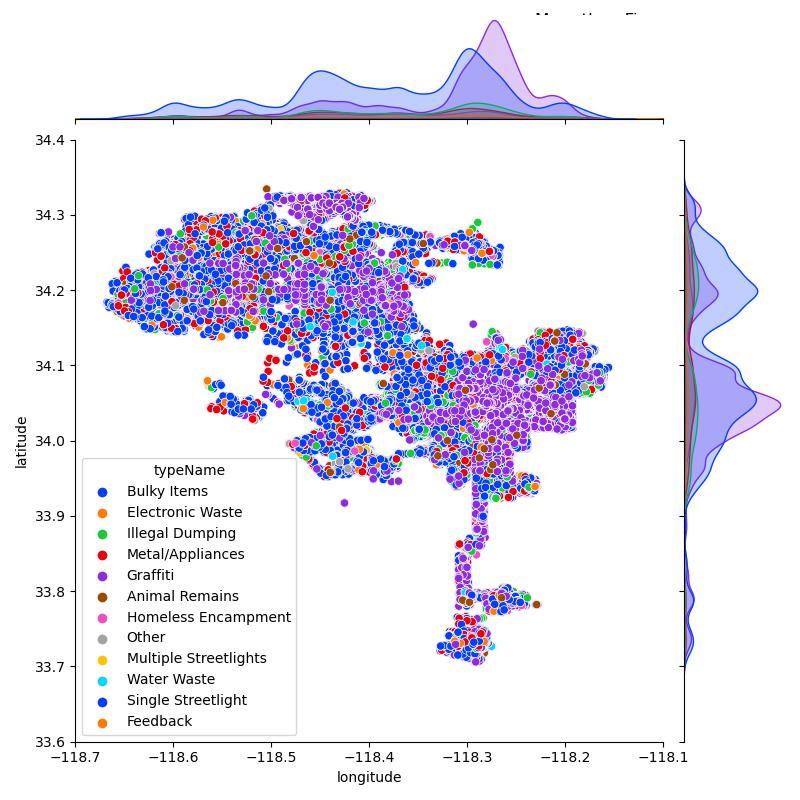 34.4
34.3
34.2
34.1
34.0
33.9
33.8
33.7
33.6
latitude
typeName
Bulky Items
Electronic Waste
Illegal Dumping
Metal/Appliances
Graffiti
Animal Remains
Homeless Encampment
Other
Multiple Streetlights
Water Waste
Single Streetlight
Feedback
−118.7 −118.6 −118.5 −118.4 −118.3 −118.2 −118.1
longitude